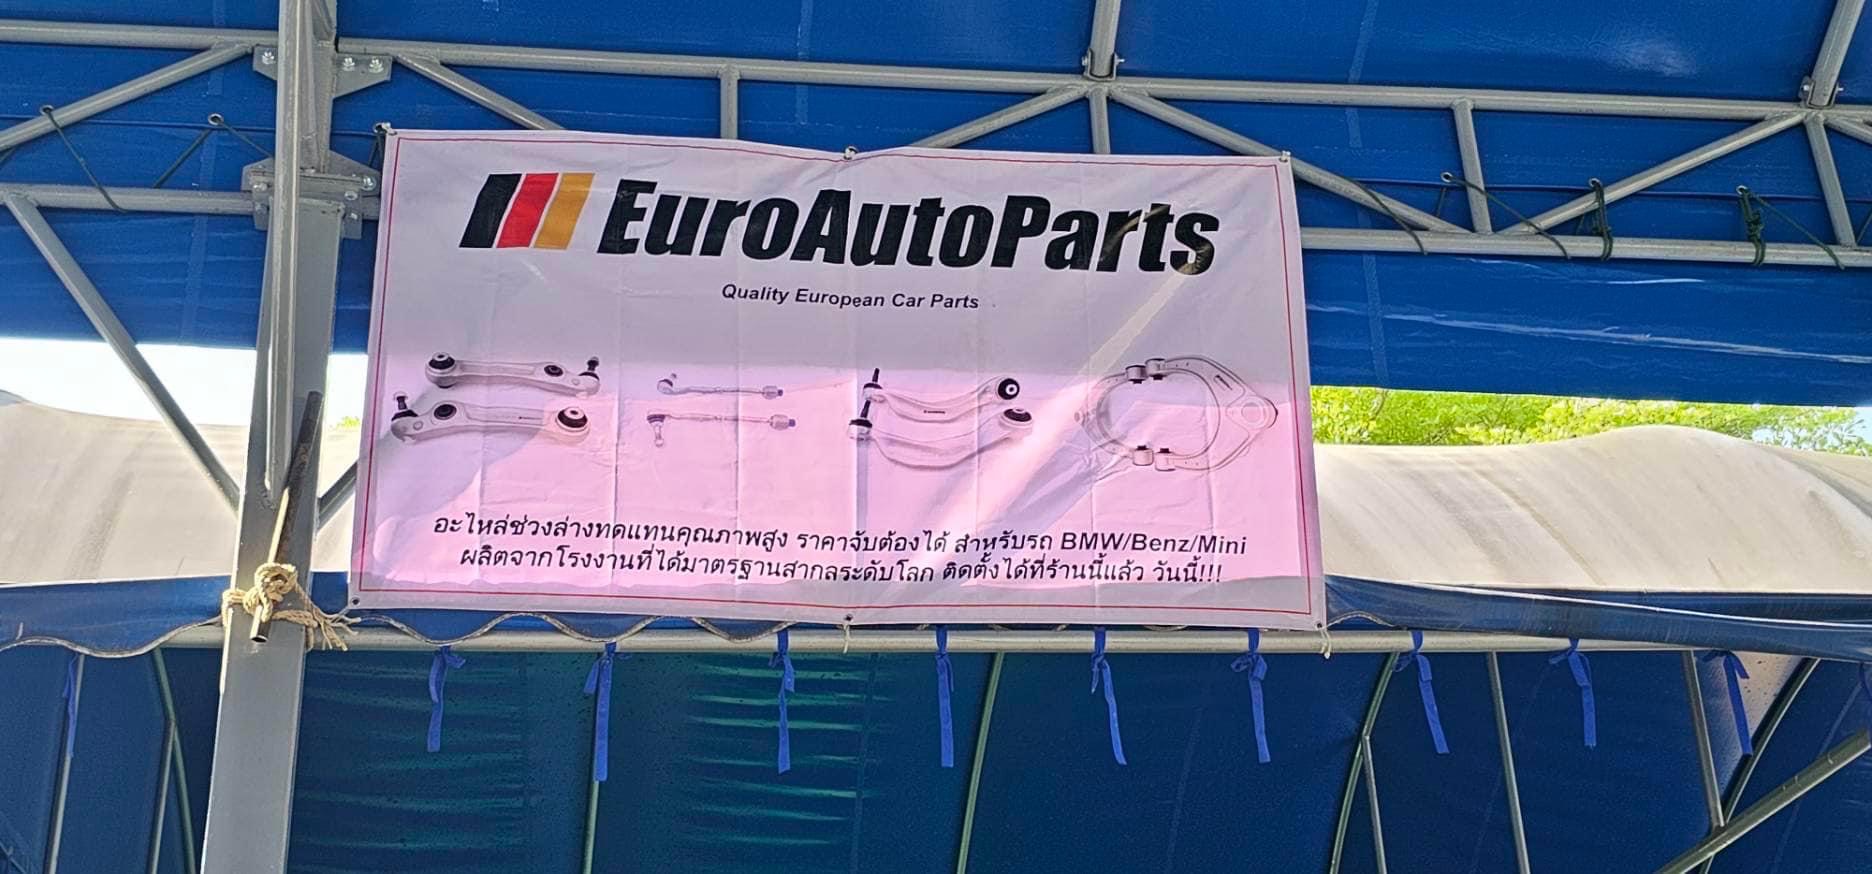 EuroAutoParts
Quality European Car Parts
อะไหล่ช่วงล่างทดแทนคุณภาพสูง ราคาจับต้องได้ สำหรับรถ BMW/Benz/Mini
ผลิตจากโรงงานที่ได้มาตรฐานสากลระดับโลก ติดตั้งได้ที่ร้านนี้แล้ว วันนี้!!!